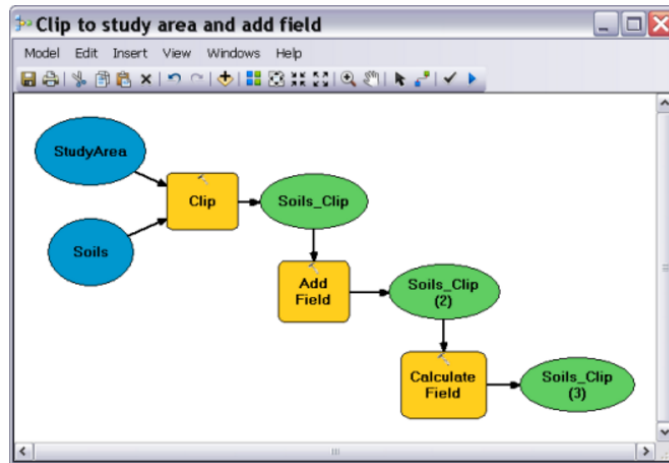 Clip to study area and add field
Model Edit Insert View Windows Help
StudyArea
Clip
Soils_Clip
Soils
Add
Field
Soils_Clip
(2)
Calculate
Field
Soils_Clip
(3)